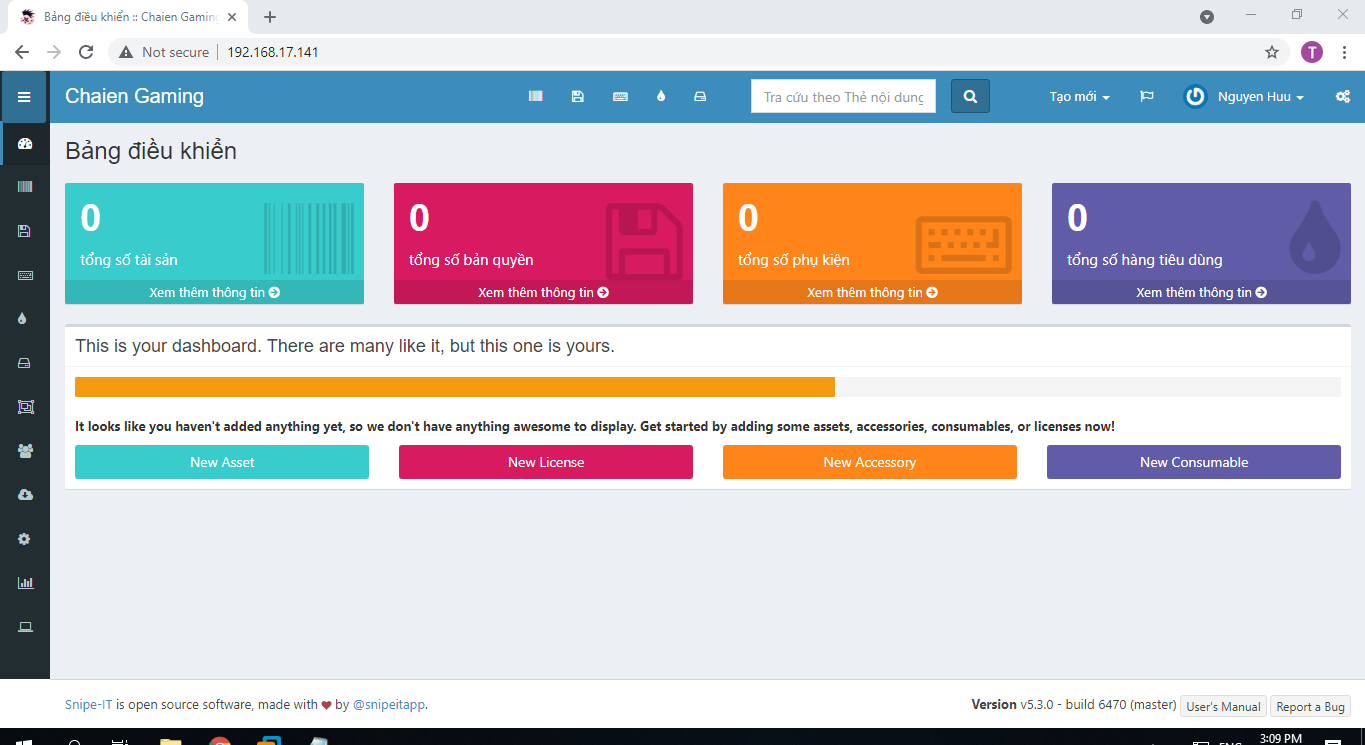 Bảng điều khiển :: Chaien Gaming
Not secure
192.168.17.141
T
Chaien Gaming
Tra cứu theo Thẻ nội dung
Tạo mới
Nguyen Huu
Bảng điều khiển
0
tổng số tài sản
Xem thêm thông tin
0
tổng số bản quyền
Xem thêm thông tin
0
tổng số phụ kiện
Xem thêm thông tin
0
tổng số hàng tiêu dùng
Xem thêm thông tin
This is your dashboard. There are many like it, but this one is yours.
It looks like you haven't added anything yet, so we don't have anything awesome to display. Get started by adding some assets, accessories, consumables, or licenses now!
New Asset
New License
New Accessory
New Consumable
Snipe-IT is open source software, made with by @snipeitapp.
Version v5.3.0 - build 6470 (master)
User's Manual
Report a Bug
3:09 PM
ENG